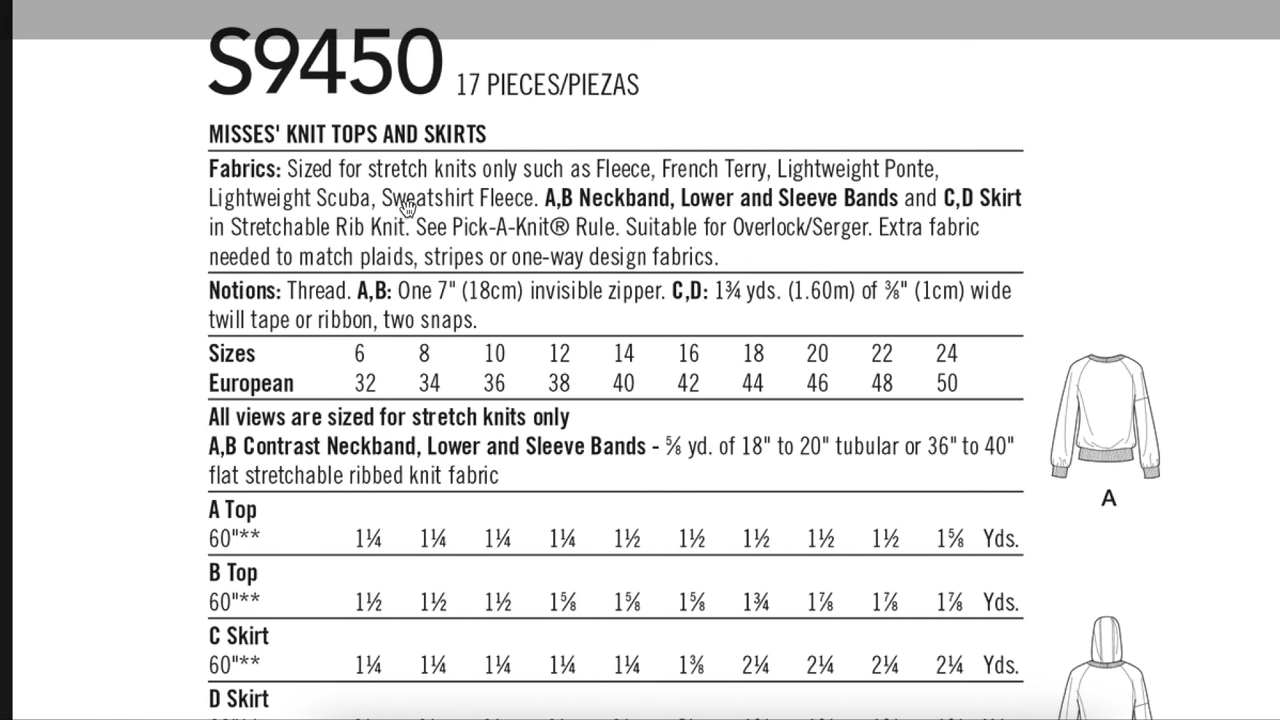 S9450 17 PIECES/PIEZAS
MISSES' KNIT TOPS AND SKIRTS
Fabrics: Sized for stretch knits only such as Fleece, French Terry, Lightweight Ponte,
Lightweight Scuba, Sweatshirt Fleece. A,B Neckband, Lower and Sleeve Bands and C,D Skirt
in Stretchable Rib Knit. See Pick-A-Knit® Rule. Suitable for Overlock/Serger. Extra fabric
needed to match plaids, stripes or one-way design fabrics.
Notions: Thread. A,B: One 7" (18cm) invisible zipper. C,D: 1¾ yds. (1.60m) of ⅜" (1cm) wide
twill tape or ribbon, two snaps.
Sizes 6 8 10 12 14 16 18 20 22 24
European 32 34 36 38 40 42 44 46 48 50
All views are sized for stretch knits only
A,B Contrast Neckband, Lower and Sleeve Bands - ⅝ yd. of 18" to 20" tubular or 36" to 40"
flat stretchable ribbed knit fabric
A Top
60"** 1¼ 1¼ 1¼ 1¼ 1½ 1½ 1½ 1½ 1½ 1⅝ Yds.
A
B Top
60"** 1½ 1½ 1½ 1⅝ 1⅝ 1⅝ 1¾ 1⅞ 1⅞ 1⅞ Yds.
C Skirt
60"** 1¼ 1¼ 1¼ 1¼ 1¼ 1⅜ 2¼ 2¼ 2¼ 2¼ Yds.
D Skirt